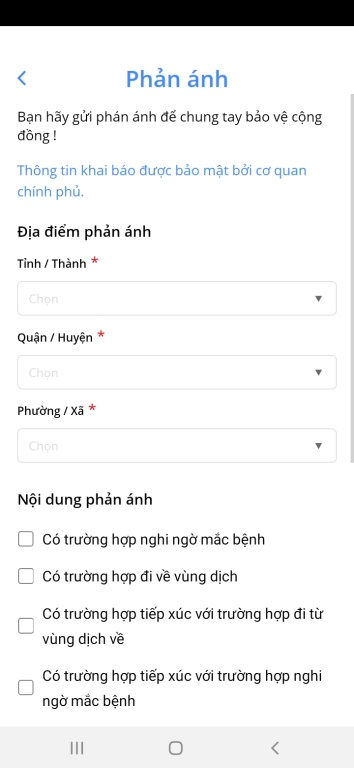 Phản ánh
Bạn hãy gửi phán ánh để chung tay bảo vệ cộng
đồng !
Thông tin khai báo được bảo mật bởi cơ quan
chính phủ.
Địa điểm phản ánh
Tỉnh / Thành *
Chọn
Quận / Huyện *
Chọn
Phường / Xã *
Chọn
Nội dung phản ánh
Có trường hợp nghi ngờ mắc bệnh
Có trường hợp đi về vùng dịch
Có trường hợp tiếp xúc với trường hợp đi từ
vùng dịch về
Có trường hợp tiếp xúc với trường hợp nghi
ngờ mắc bệnh